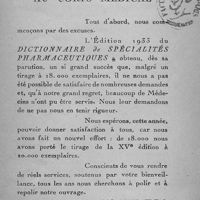 AU CORPS MÉDICAL
Tout d'abord, nous com-
mençons par des excuses.
L'Édition 1933 du
DICTIONNAIRE de SPÉCIALITÉS
PHARMACEUTIQUES a obtenu, dès sa
parution, un si grand succès que, malgré un
tirage à 18.000 exemplaires, il ne nous a pas
été possible de satisfaire de nombreuses demandes
et, qu'à notre grand regret, beaucoup de Méde-
cins n'ont pu être servis. Nous leur demandons
de ne pas nous en tenir rigueur.
Nous espérons, cette année,
pouvoir donner satisfaction à tous, car nous
avons fait un nouvel effort : de 18.000 nous
avons porté le tirage de la XVe édition à
20.000 exemplaires.
Conscients de vous rendre
de réels services, soutenus par votre bienveil-
lance, tous les ans nous cherchons à polir et à
repolir notre ouvrage.